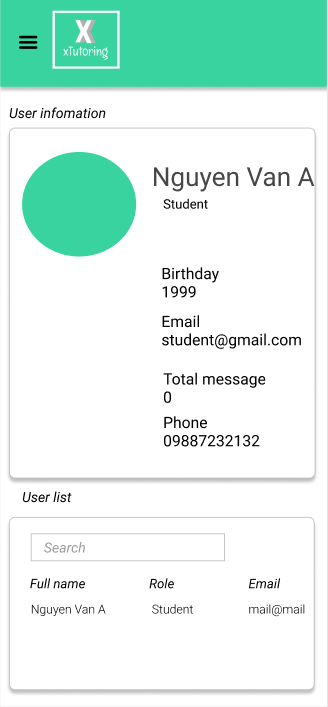 X
xTutoring
User infomation
Nguyen Van A
Student
Birthday
1999
Email
student@gmail.com
Total message
0
Phone
09887232132
User list
Search
Full name Role Email
Nguyen Van A Student mail@mail